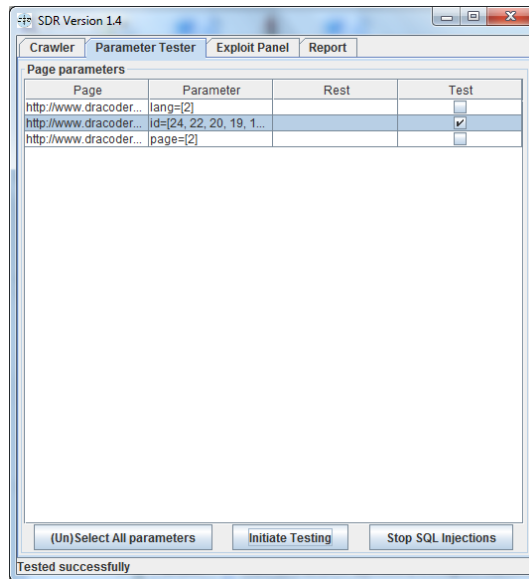 SDR Version 1.4
Crawler Parameter Tester Exploit Panel Report
Page parameters
Page Parameter Rest Test
http://www.dracoder... lang=[2]
http://www.dracoder... id=[24, 22, 20, 19, 1...
http://www.dracoder... page=[2]
(Un)Select All parameters Initiate Testing Stop SQL Injections
Tested successfully